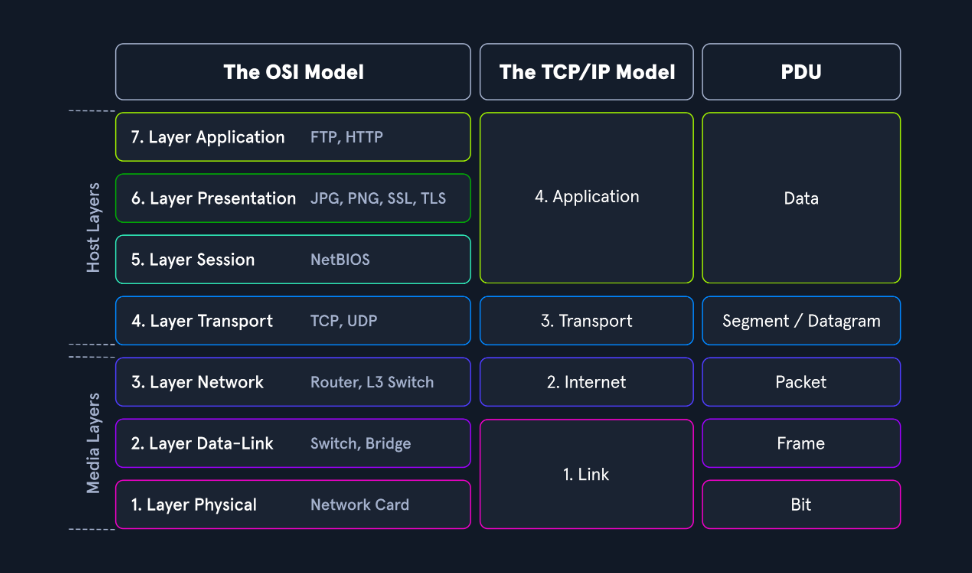 The OSI Model
The TCP/IP Model
PDU
Host Layers
7. Layer Application
FTP, HTTP
6. Layer Presentation
JPG, PNG, SSL, TLS
5. Layer Session
NetBIOS
4. Application
Data
4. Layer Transport
TCP, UDP
3. Transport
Segment / Datagram
Media Layers
3. Layer Network
Router, L3 Switch
2. Internet
Packet
2. Layer Data-Link
Switch, Bridge
Frame
1. Link
1. Layer Physical
Network Card
Bit